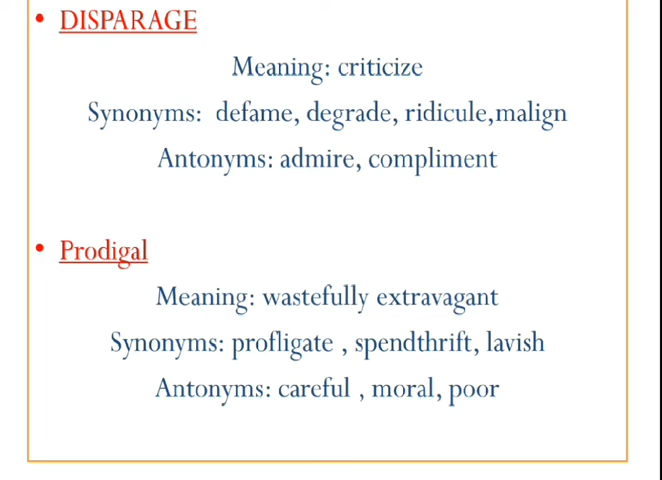 • DISPARAGE
Meaning: criticize
Synonyms: defame, degrade, ridicule,malign
Antonyms: admire, compliment
• Prodigal
Meaning: wastefully extravagant
Synonyms: profligate , spendthrift, lavish
Antonyms: careful , moral, poor